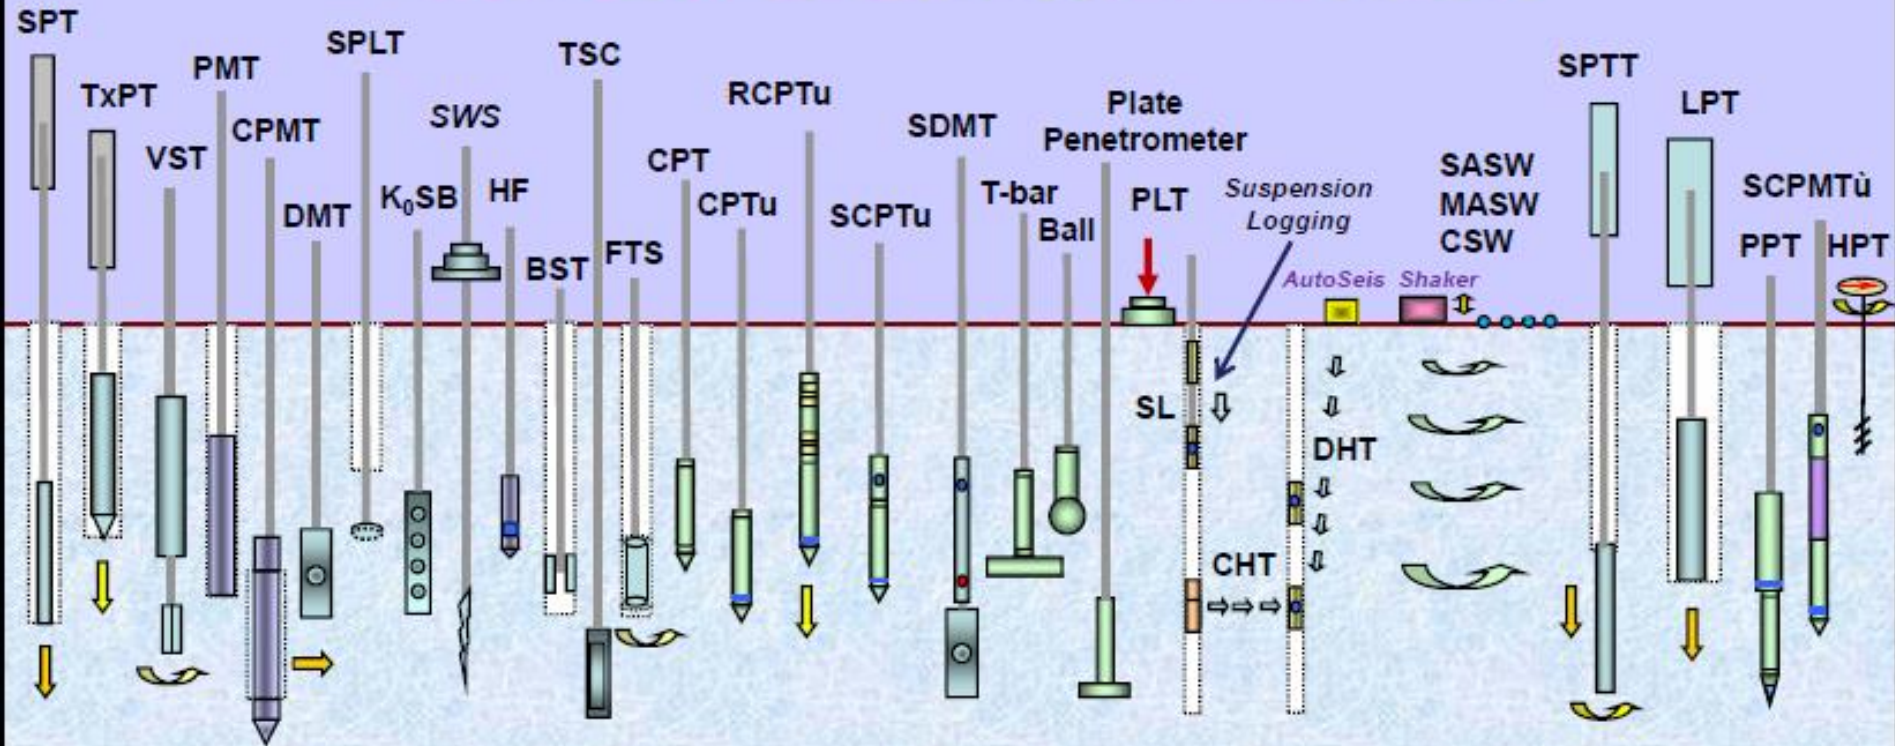 SPT
TxPT
VST
PMT
CPMT
DMT
SPLT
K₀SB
SWS
HF
BST
TSC
FTS
CPT
CPTu
RCPTu
SCPTu
SDMT
T-bar
Ball
Plate
Penetrometer
PLT
Suspension
Logging
SL
CHT
DHT
AutoSeis
Shaker
SASW
MASW
CSW
SPTT
LPT
PPT
SCPMTù
HPT